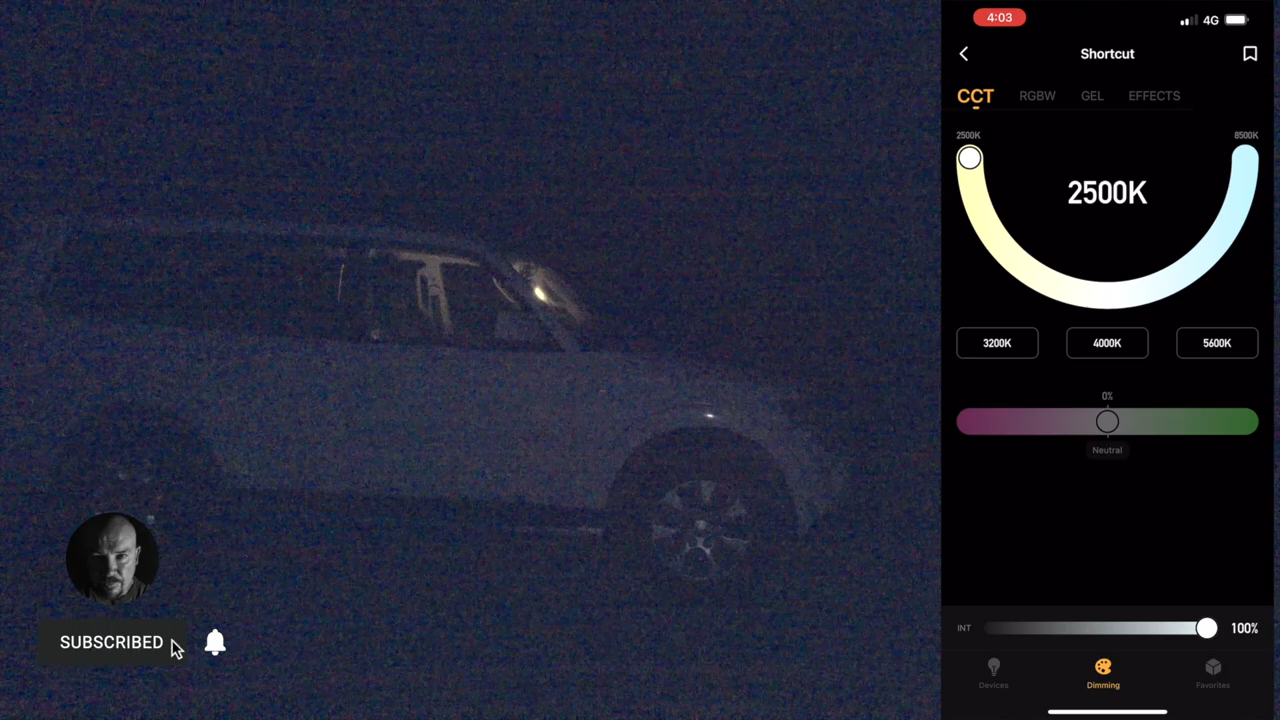 4:03
4G
Shortcut
CCT RGBW GEL EFFECTS
2500K 8500K
2500K
3200K 4000K 5600K
0%
Neutral
SUBSCRIBED
INT 100%
Devices Dimming Favorites